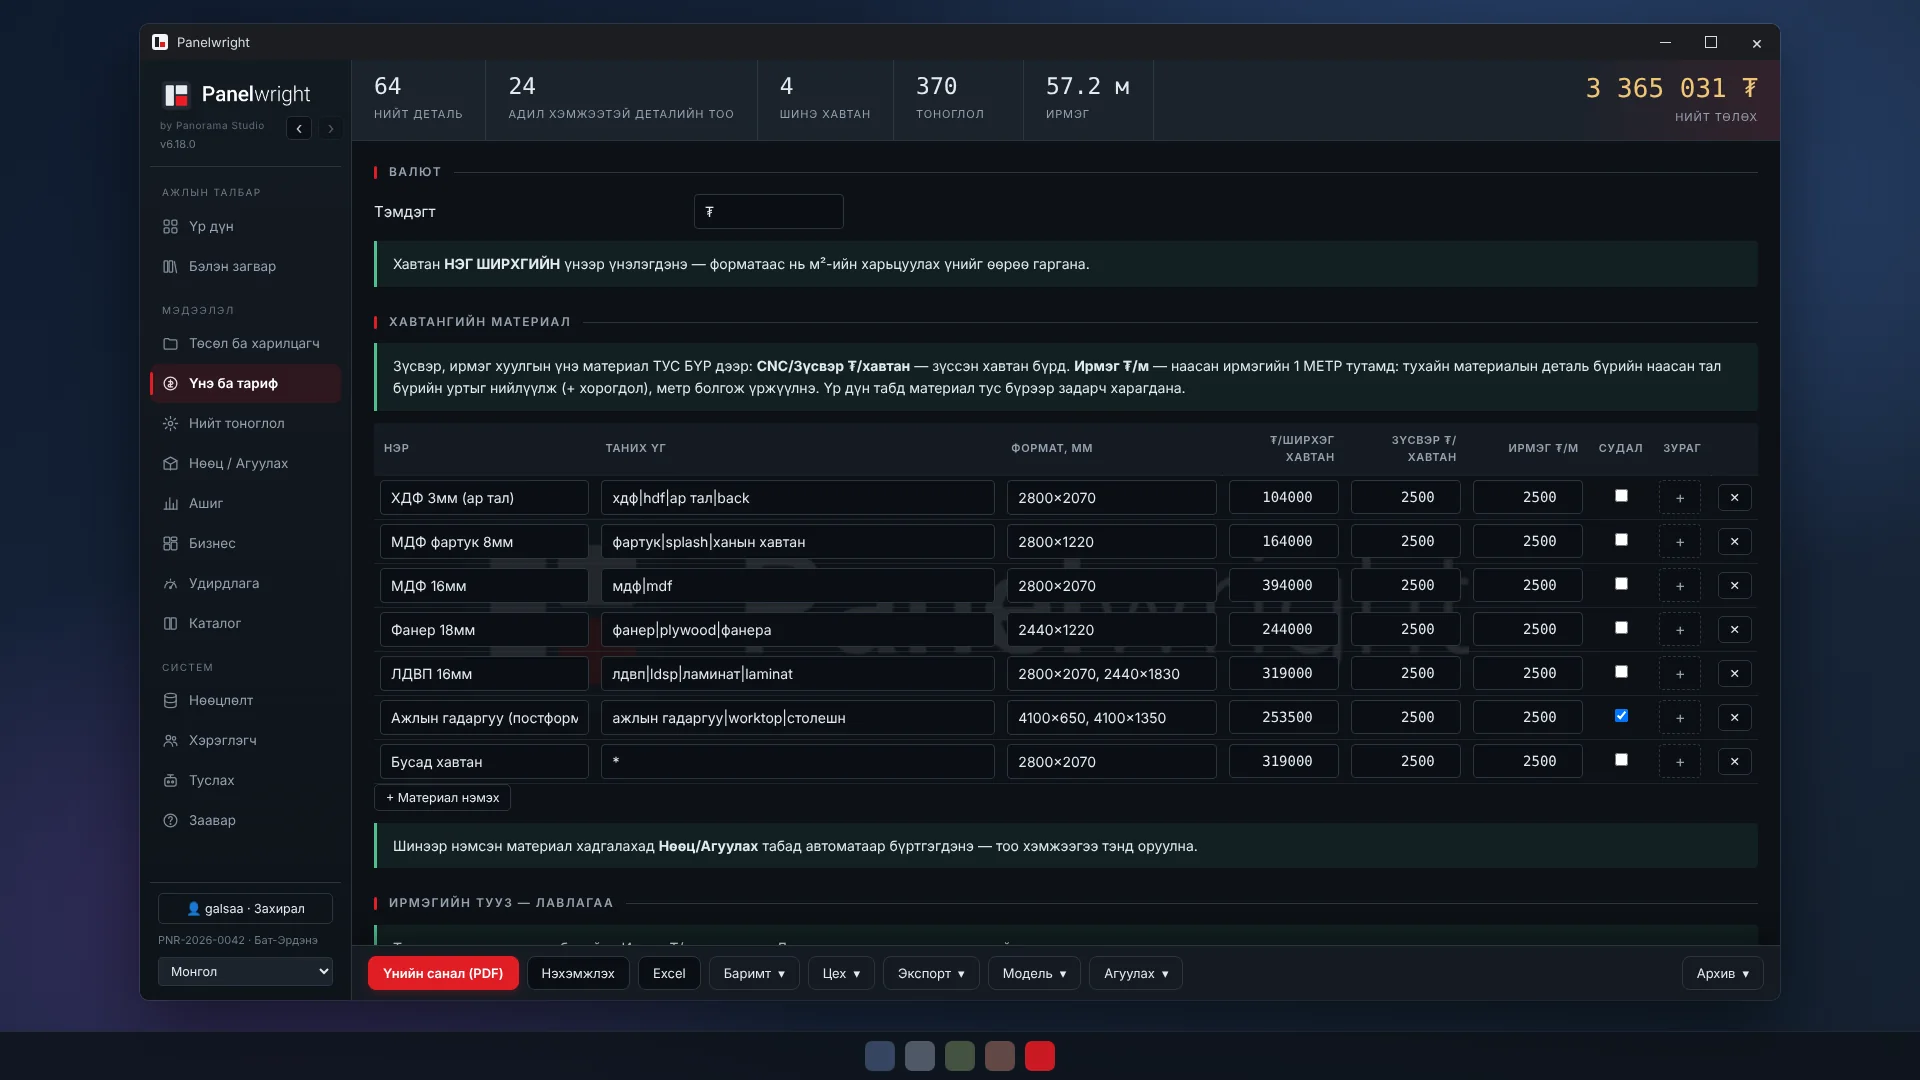 Panelwright
Panelwright
by Panorama Studio
v6.18.0
АЖЛЫН ТАЛБАР
Үр дүн
Бэлэн загвар
МЭДЭЭЛЭЛ
Төсөл ба харилцагч
Үнэ ба тариф
Нийт тоноглол
Нөөц / Агуулах
Ашиг
Бизнес
Удирдлага
Каталог
СИСТЕМ
Нөөцлөлт
Хэрэглэгч
Туслах
Заавар
galsaa · Захирал
PNR-2026-0042 · Бат-Эрдэнэ
Монгол
64
НИЙТ ДЕТАЛЬ
24
АДИЛ ХЭМЖЭЭТЭЙ ДЕТАЛИЙН ТОО
4
ШИНЭ ХАВТАН
370
ТОНОГЛОЛ
57.2 м
ИРМЭГ
3 365 031 ₮
НИЙТ ТӨЛӨХ
ВАЛЮТ
Тэмдэгт
₮
Хавтан НЭГ ШИРХГИЙН үнээр үнэлэгдэнэ — форматаас нь м²-ийн харьцуулах үнийг өөрөө гаргана.
ХАВТАНГИЙН МАТЕРИАЛ
Зүсвэр, ирмэг хуулгын үнэ материал ТУС БҮР дээр: CNC/Зүсвэр ₮/хавтан — зүссэн хавтан бүрд. Ирмэг ₮/м — наасан ирмэгийн 1 МЕТР тутамд: тухайн материалын деталь бүрийн наасан тал
бүрийн уртыг нийлүүлж (+ хорогдол), метр болгож үржүүлнэ. Үр дүн табд материал тус бүрээр задарч харагдана.
НЭР ТАНИХ ҮГ ФОРМАТ, ММ ₮/ШИРХЭГ ХАВТАН ЗҮСВЭР ₮/ХАВТАН ИРМЭГ ₮/М СУДАЛ ЗУРАГ
ХДФ 3мм (ар тал) хдф|hdf|ар тал|back 2800×2070 104000 2500 2500 + ×
МДФ фартук 8мм фартук|splash|ханын хавтан 2800×1220 164000 2500 2500 + ×
МДФ 16мм мдф|mdf 2800×2070 394000 2500 2500 + ×
Фанер 18мм фанер|plywood|фанера 2440×1220 244000 2500 2500 + ×
ЛДВП 16мм лдвп|ldsp|ламинат|laminat 2800×2070, 2440×1830 319000 2500 2500 + ×
Ажлын гадаргуу (постформ ажлын гадаргуу|worktop|столешн 4100×650, 4100×1350 253500 2500 2500 + ×
Бусад хавтан * 2800×2070 319000 2500 2500 + ×
Panelwright
+ Материал нэмэх
Шинээр нэмсэн материал хадгалахад Нөөц/Агуулах табад автоматаар бүртгэгдэнэ — тоо хэмжээгээ тэнд оруулна.
ИРМЭГИЙН ТУУЗ — ЛАВЛАГАА
Үнийн санал (PDF)
Нэхэмжлэх
Excel
Баримт ▾
Цех ▾
Экспорт ▾
Модель ▾
Агуулах ▾
Архив ▾